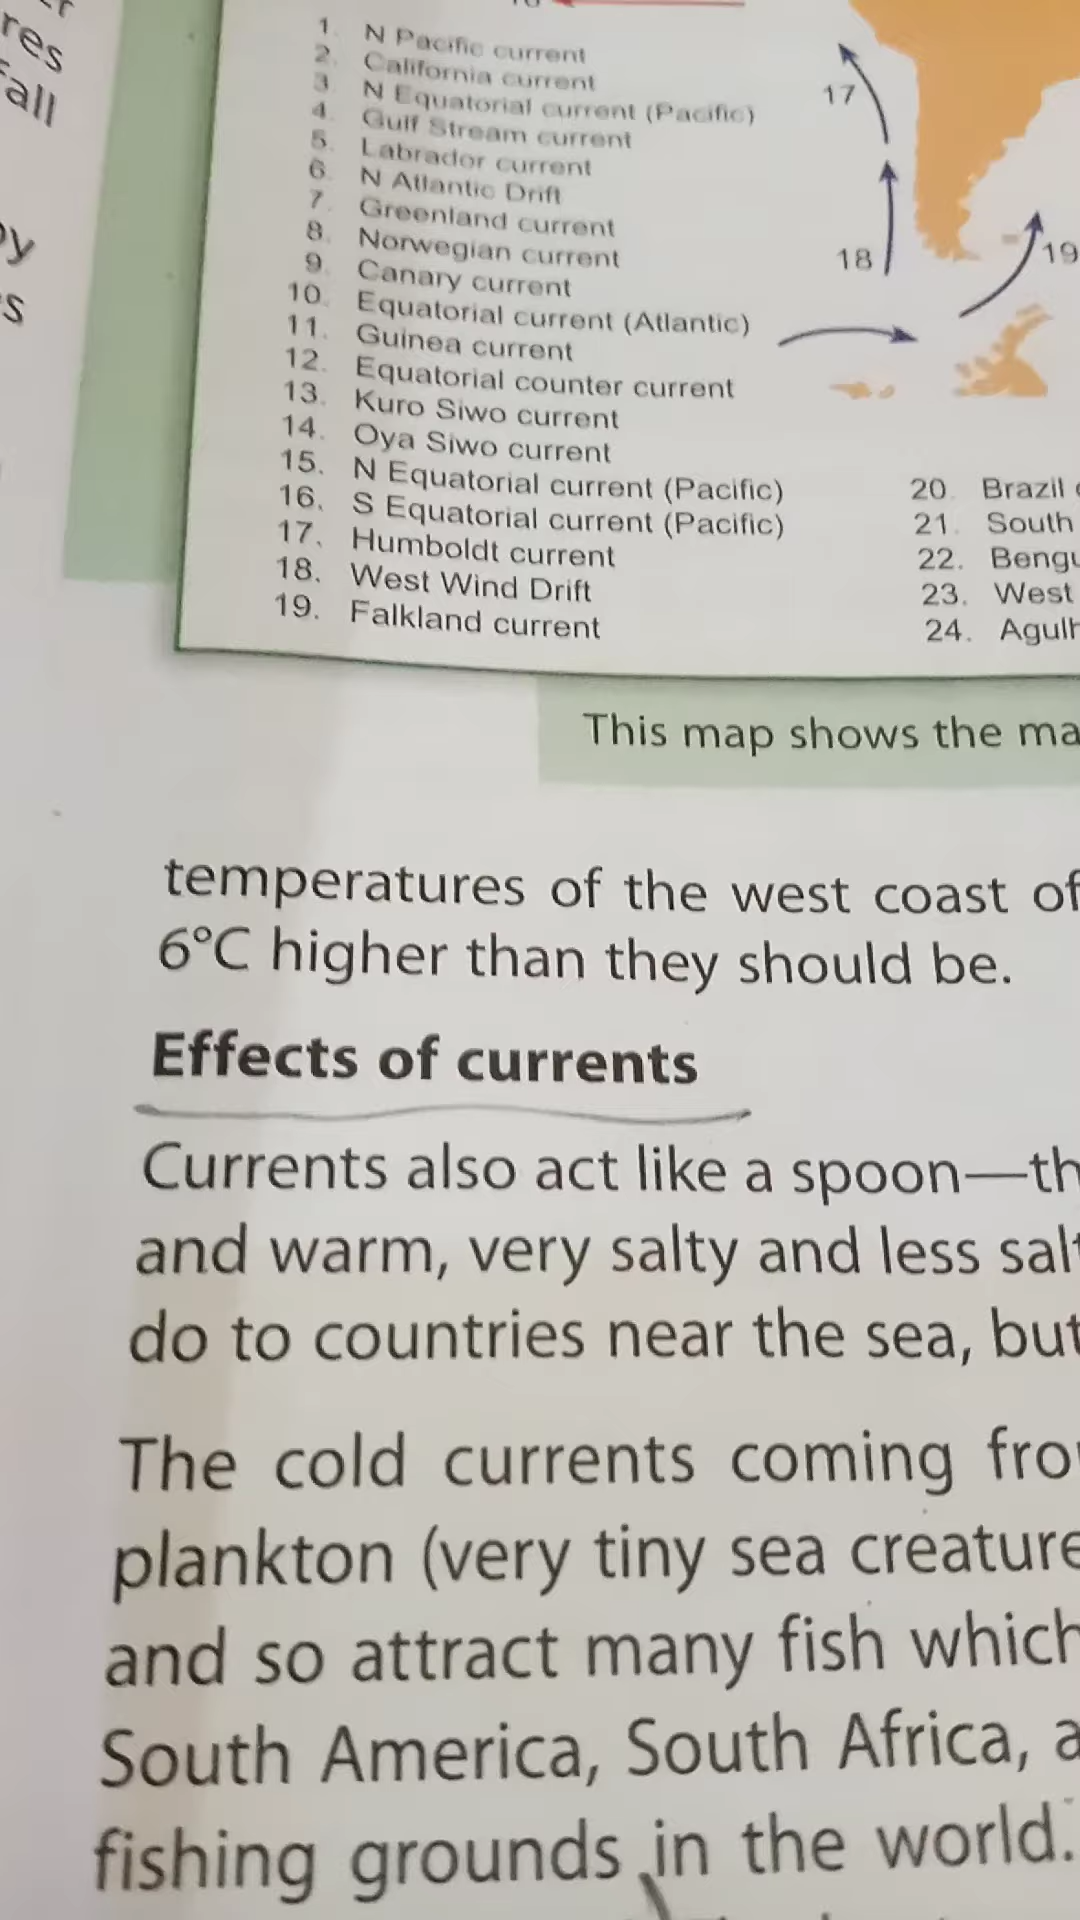 res
fall
by
s
1. N Pacific current
2. California current
3. N Equatorial current (Pacific)
4. Gulf Stream current
5. Labrador current
6. N Atlantic Drift
7. Greenland current
8. Norwegian current
9. Canary current
10. Equatorial current (Atlantic)
11. Guinea current
12. Equatorial counter current
13. Kuro Siwo current
14. Oya Siwo current
15. N Equatorial current (Pacific)
16. S Equatorial current (Pacific)
17. Humboldt current
18. West Wind Drift
19. Falkland current
17
18
19
20. Brazil
21. South
22. Bengu
23. West
24. Agulh
This map shows the ma
temperatures of the west coast of
6°C higher than they should be.
Effects of currents
Currents also act like a spoon—th
and warm, very salty and less salt
do to countries near the sea, but
The cold currents coming fro
plankton (very tiny sea creature
and so attract many fish which
South America, South Africa, a
fishing grounds in the world.